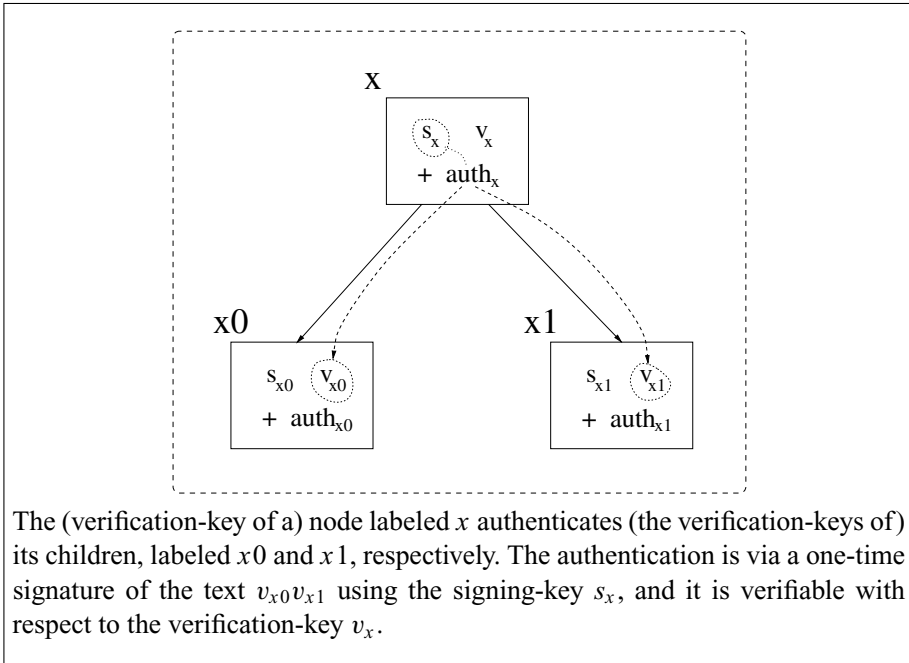 x
s_x v_x
+ auth_x
x0 x1
s_x0 v_x0 s_x1 v_x1
+ auth_x0 + auth_x1
The (verification-key of a) node labeled x authenticates (the verification-keys of)
its children, labeled x0 and x1, respectively. The authentication is via a one-time
signature of the text v_x0v_x1 using the signing-key s_x, and it is verifiable with
respect to the verification-key v_x.